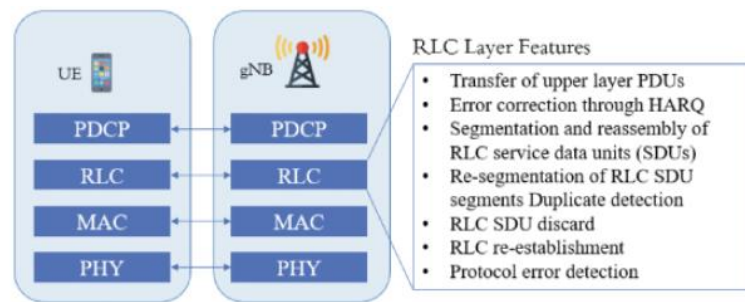 UE
gNB
PDCP
PDCP
RLC
RLC
MAC
MAC
PHY
PHY
RLC Layer Features
• Transfer of upper layer PDUs
• Error correction through HARQ
• Segmentation and reassembly of
RLC service data units (SDUs)
• Re-segmentation of RLC SDU
segments Duplicate detection
• RLC SDU discard
• RLC re-establishment
• Protocol error detection